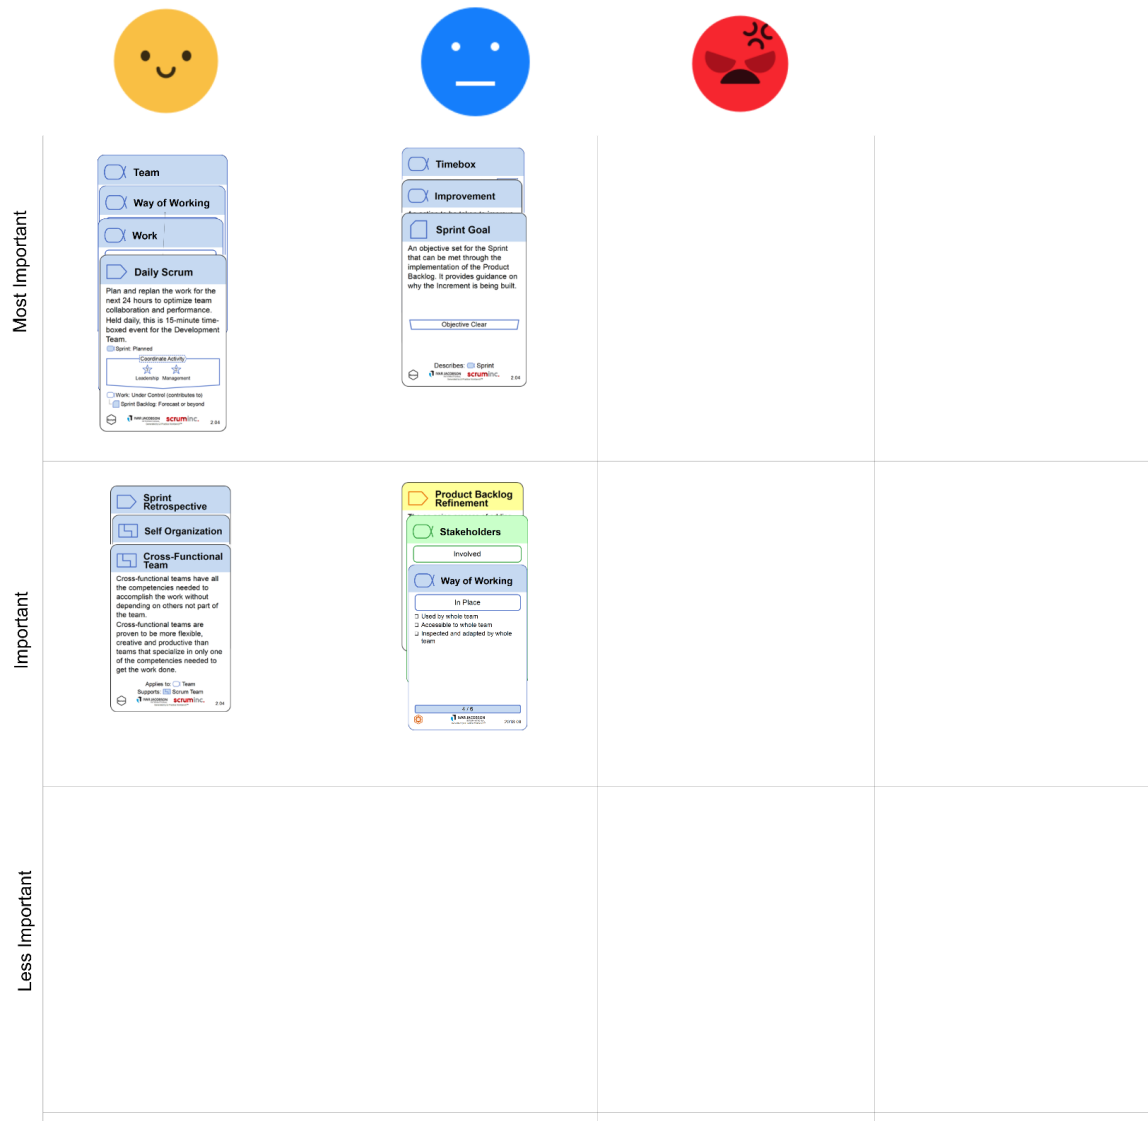 Most Important
Team
Way of Working
Work
Daily Scrum
Plan and replan the work for the
next 24 hours to optimize team
collaboration and performance.
Held daily, this is 15-minute time-
boxed event for the Development
Team.
Sprint: Planned
Coordinate Activity
Leadership Management
Work: Under Control (contributes to)
Sprint Backlog: Forecast or beyond
IVAR JACOBSON
scruminc.
2.04
Timebox
Improvement
Sprint Goal
An objective set for the Sprint
that can be met through the
implementation of the Product
Backlog. It provides guidance on
why the Increment is being built.
Objective Clear
Describes: Sprint
IVAR JACOBSON
scruminc.
2.04
Important
Sprint
Retrospective
Self Organization
Cross-Functional
Team
Cross-functional teams have all
the competencies needed to
accomplish the work without
depending on others not part of
the team.
Cross-functional teams are
proven to be more flexible,
creative and productive than
teams that specialize in only one
of the competencies needed to
get the work done.
Applies to: Team
Supports: Scrum Team
IVAR JACOBSON
scruminc.
2.04
Product Backlog
Refinement
Stakeholders
Involved
Way of Working
In Place
Used by whole team
Accessible to whole team
Inspected and adapted by whole
team
4 / 6
IVAR JACOBSON
Less Important